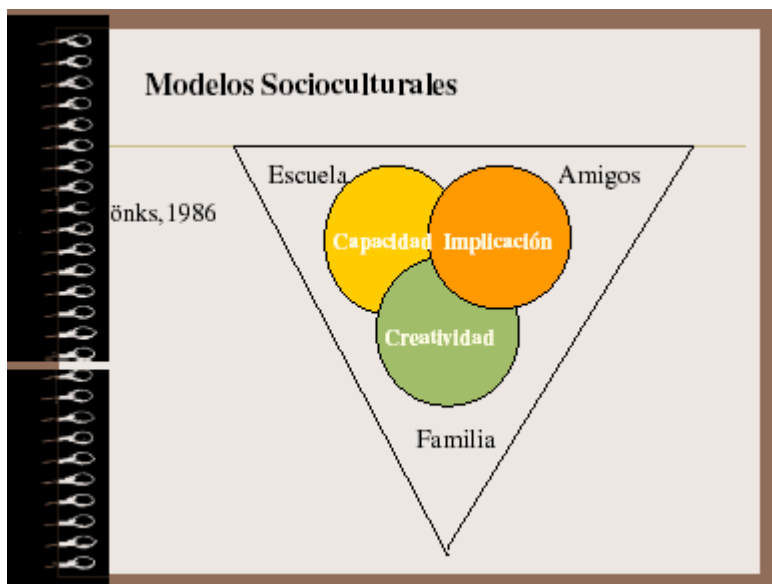 Modelos Socioculturales
Escuela
Amigos
önks, 1986
Capacidad
Implicación
Creatividad
Familia